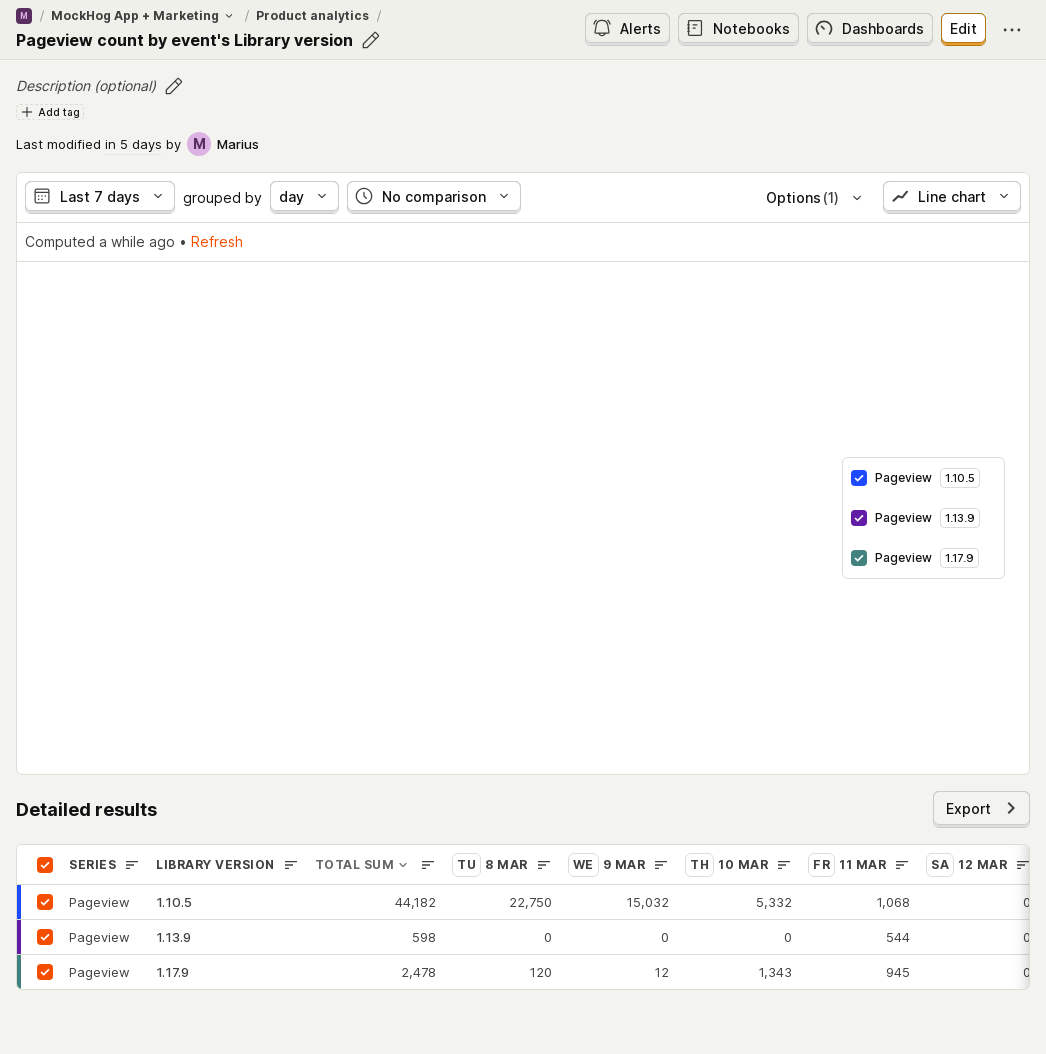 M / MockHog App + Marketing / Product analytics /
Pageview count by event's Library version
Alerts Notebooks Dashboards Edit
Description (optional)
Add tag
Last modified in 5 days by M Marius
Last 7 days grouped by day No comparison Options (1) Line chart
Computed a while ago • Refresh
Pageview 1.10.5
Pageview 1.13.9
Pageview 1.17.9
Detailed results
Export
SERIES LIBRARY VERSION TOTAL SUM TU 8 MAR WE 9 MAR TH 10 MAR FR 11 MAR SA 12 MAR
Pageview 1.10.5 44,182 22,750 15,032 5,332 1,068 0
Pageview 1.13.9 598 0 0 0 544 0
Pageview 1.17.9 2,478 120 12 1,343 945 0